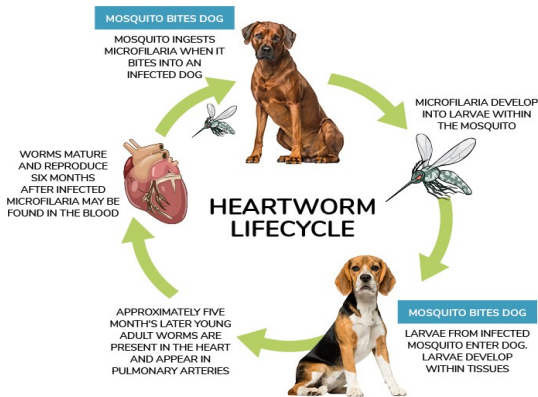 MOSQUITO BITES DOG
MOSQUITO INGESTS
MICROFILARIA WHEN IT
BITES INTO AN
INFECTED DOG
MICROFILARIA DEVELOP
INTO LARVAE WITHIN
THE MOSQUITO
HEARTWORM
LIFECYCLE
MOSQUITO BITES DOG
LARVAE FROM INFECTED
MOSQUITO ENTER DOG.
LARVAE DEVELOP
WITHIN TISSUES
APPROXIMATELY FIVE
MONTH'S LATER YOUNG
ADULT WORMS ARE
PRESENT IN THE HEART
AND APPEAR IN
PULMONARY ARTERIES
WORMS MATURE
AND REPRODUCE
SIX MONTHS
AFTER INFECTED
MICROFILARIA MAY BE
FOUND IN THE BLOOD